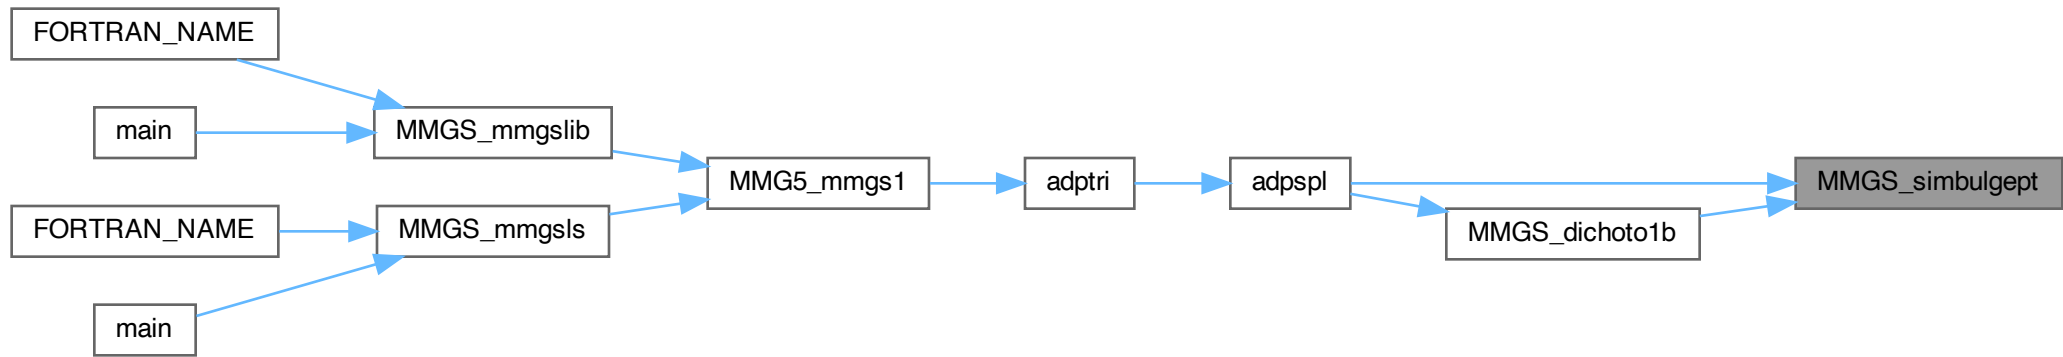 FORTRAN_NAME
main
MMGS_mmgslib
MMGS_mmgsls
FORTRAN_NAME
main
MMG5_mmgs1
adptri
adpspl
MMGS_dichoto1b
MMGS_simbulgept